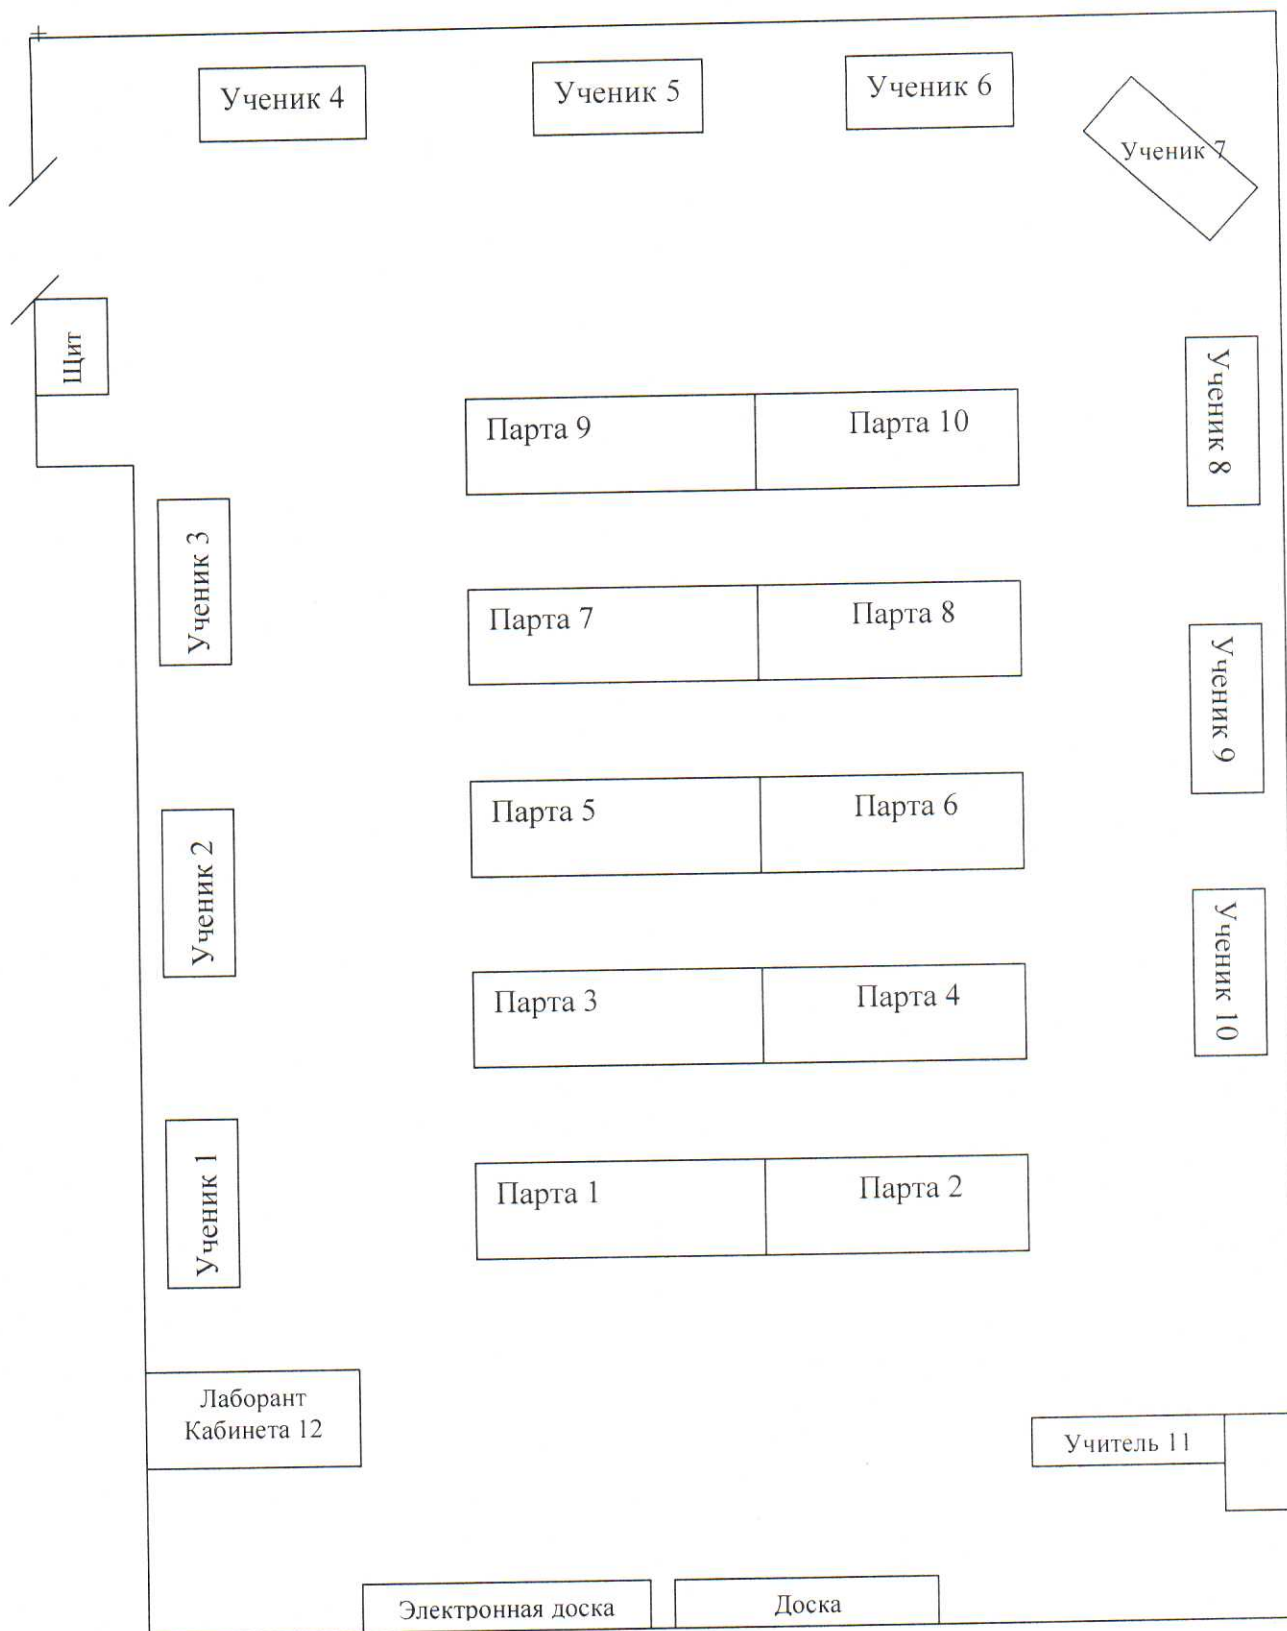 Ученик 4
Ученик 5
Ученик 6
Ученик 7
Щит
Ученик 8
Парта 9
Парта 10
Ученик 3
Парта 7
Парта 8
Ученик 9
Парта 5
Парта 6
Ученик 2
Ученик 10
Парта 3
Парта 4
Ученик 1
Парта 1
Парта 2
Лаборант
Кабинета 12
Учитель 11
Электронная доска
Доска